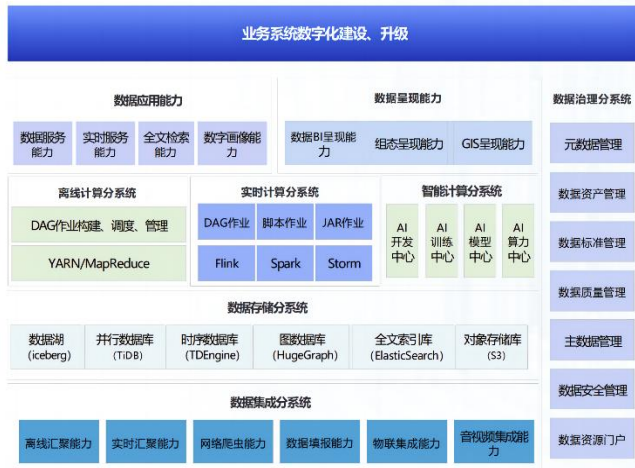 业务系统数字化建设、升级
数据应用能力
数据服务
能力
实时服务
能力
全文检索
能力
数字画像能
力
数据呈现能力
数据BI呈现能
力
组态呈现能力
GIS呈现能力
离线计算分系统
DAG作业构建、调度、管理
YARN/MapReduce
实时计算分系统
DAG作业
脚本作业
JAR作业
Flink
Spark
Storm
智能计算分系统
AI
开发
中心
AI
训练
中心
AI
模型
中心
AI
算力
中心
数据存储分系统
数据湖
(iceberg)
并行数据库
(TiDB)
时序数据库
(TDEngine)
图数据库
(HugeGraph)
全文索引库
(ElasticSearch)
对象存储库
(S3)
数据集成分系统
离线汇聚能力
实时汇聚能力
网络爬虫能力
数据填报能力
物联集成能力
音视频集成能
力
数据治理分系统
元数据管理
数据资产管理
数据标准管理
数据质量管理
主数据管理
数据安全管理
数据资源门户